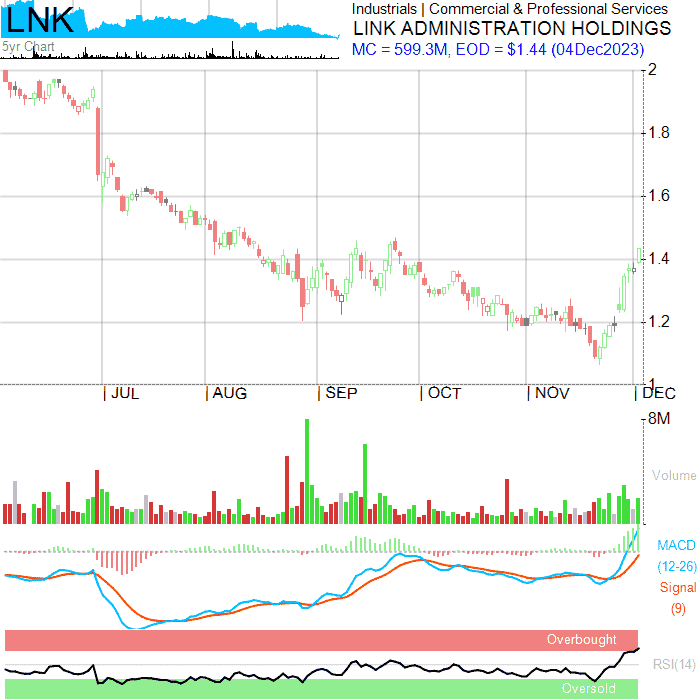 LNK
5yr Chart
Industrials | Commercial & Professional Services
LINK ADMINISTRATION HOLDINGS
MC = 599.3M, EOD = $1.44 (04Dec2023)
2
1.8
1.6
1.4
1.2
1
JUL AUG SEP OCT NOV DEC
8M
Volume
MACD
(12-26)
Signal
(9)
Overbought
RSI(14)
Oversold